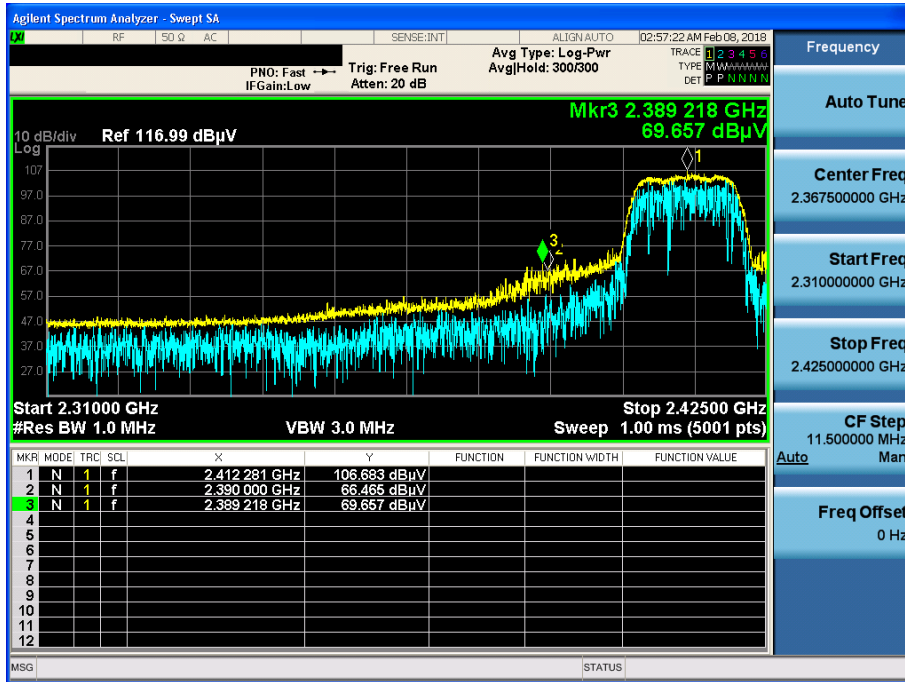 Agilent Spectrum Analyzer - Swept SA
LXI RF 50 Ω AC SENSE:INT ALIGN AUTO 02:57:22 AM Feb 08, 2018
PNO: Fast
IFGain:Low
Trig: Free Run
Atten: 20 dB
Avg Type: Log-Pwr
Avg|Hold: 300/300
TRACE 1 2 3 4 5 6
TYPE M W W W W W
DET P P N N N N
Mkr3 2.389 218 GHz
69.657 dBµV
10 dB/div Ref 116.99 dBµV
Log
107
97.0
87.0
77.0
67.0
57.0
47.0
37.0
27.0
1
3
2
Start 2.31000 GHz Stop 2.42500 GHz
#Res BW 1.0 MHz VBW 3.0 MHz Sweep 1.00 ms (5001 pts)
MKR MODE TRC SCL X Y FUNCTION FUNCTION WIDTH FUNCTION VALUE
1 N 1 f 2.412 281 GHz 106.683 dBµV
2 N 1 f 2.390 000 GHz 66.465 dBµV
3 N 1 f 2.389 218 GHz 69.657 dBµV
4
5
6
7
8
9
10
11
12
MSG STATUS
Frequency
Auto Tune
Center Freq
2.367500000 GHz
Start Freq
2.310000000 GHz
Stop Freq
2.425000000 GHz
CF Step
11.500000 MHz
Auto Man
Freq Offset
0 Hz